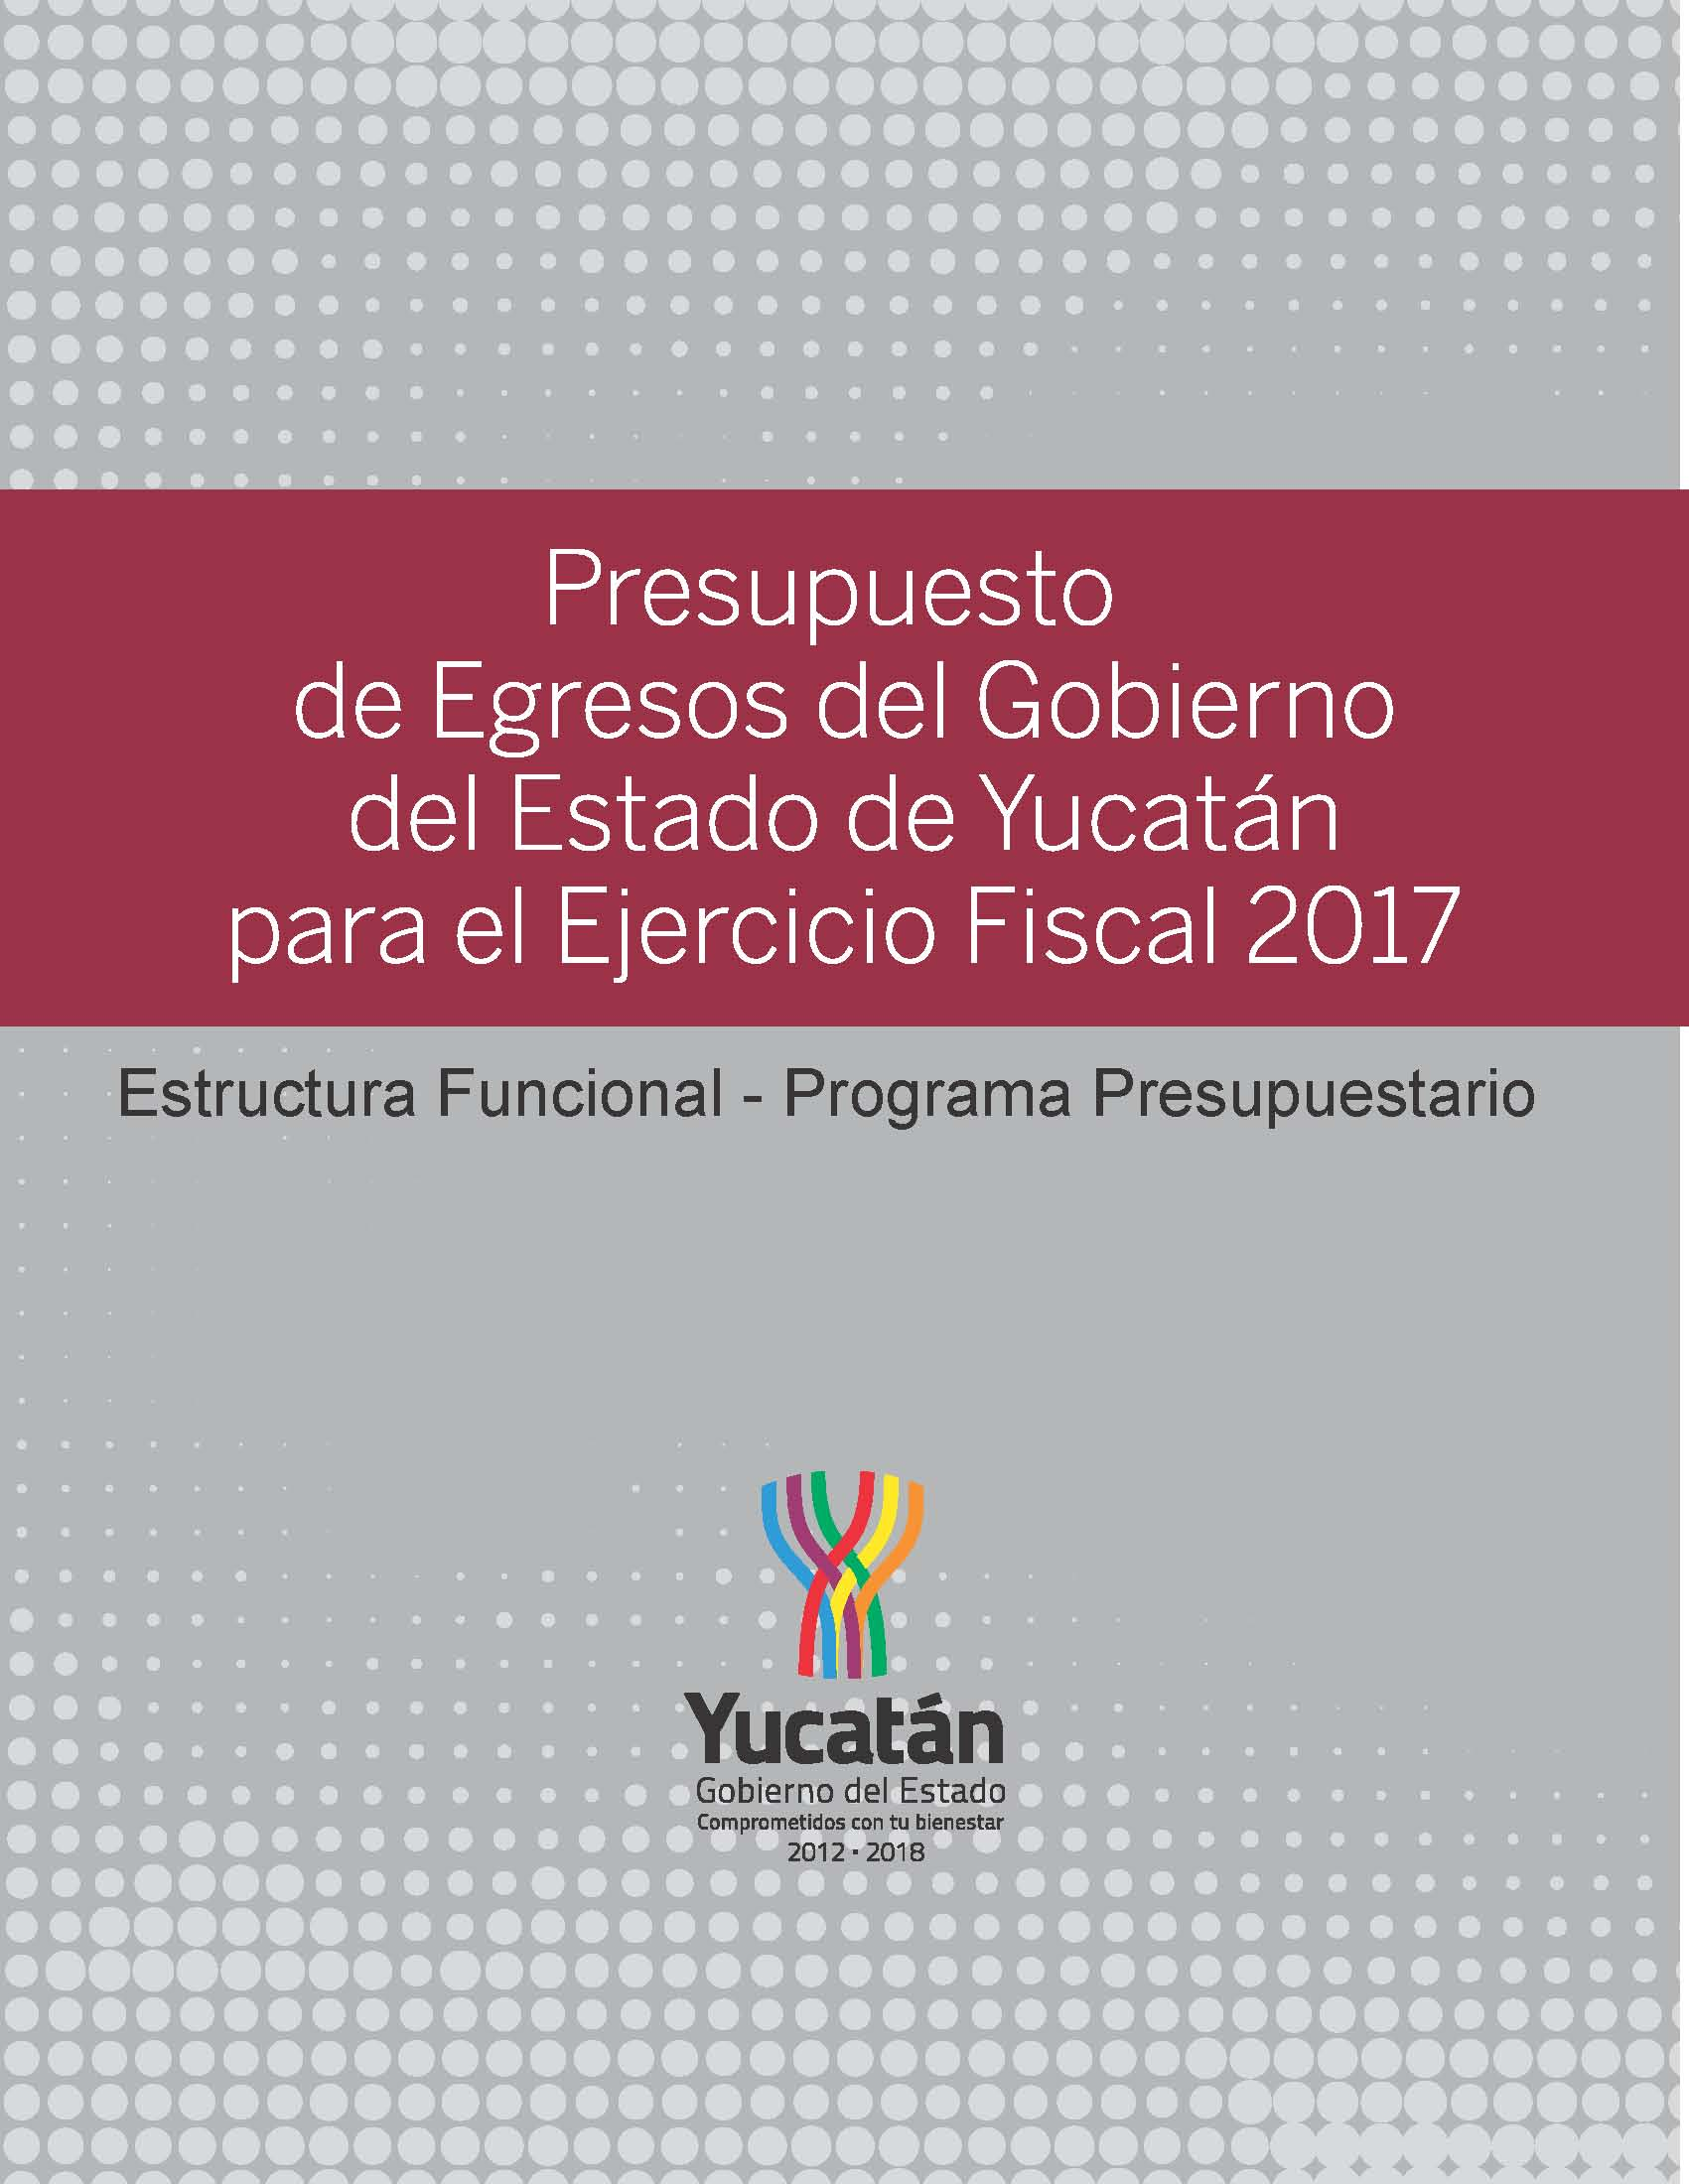 Presupuesto
de Egresos del Gobierno
del Estado de Yucatán
para el Ejercicio Fiscal 2017
Estructura Funcional - Programa Presupuestario
Yucatán
Gobierno del Estado
Comprometidos con tu bienestar
2012 · 2018